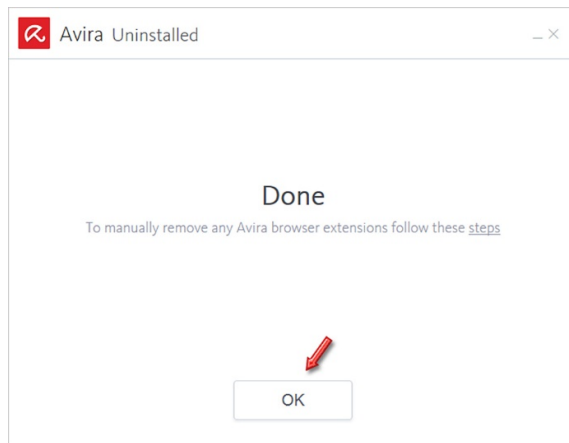 Avira Uninstalled
Done
To manually remove any Avira browser extensions follow these steps
OK